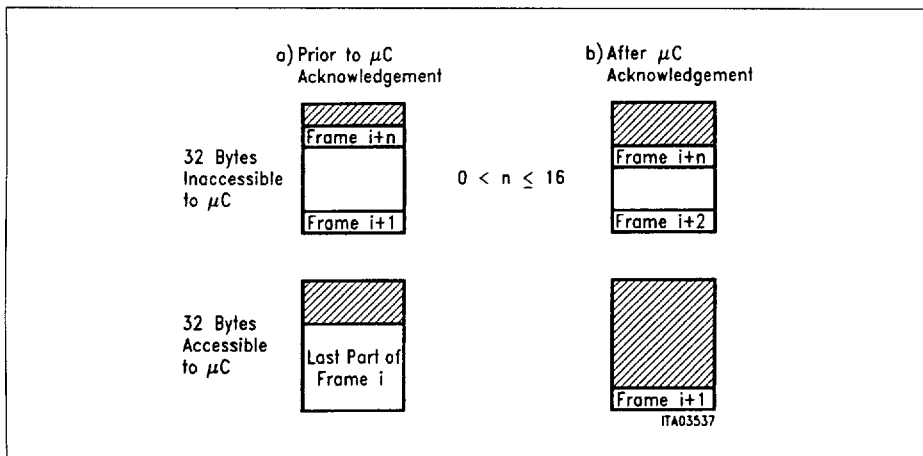 a) Prior to μC
Acknowledgement
b) After μC
Acknowledgement
32 Bytes
Inaccessible
to μC
Frame i+n
Frame i+1
0 < n ≤ 16
Frame i+n
Frame i+2
32 Bytes
Accessible
to μC
Last Part of
Frame i
Frame i+1
ITA03537